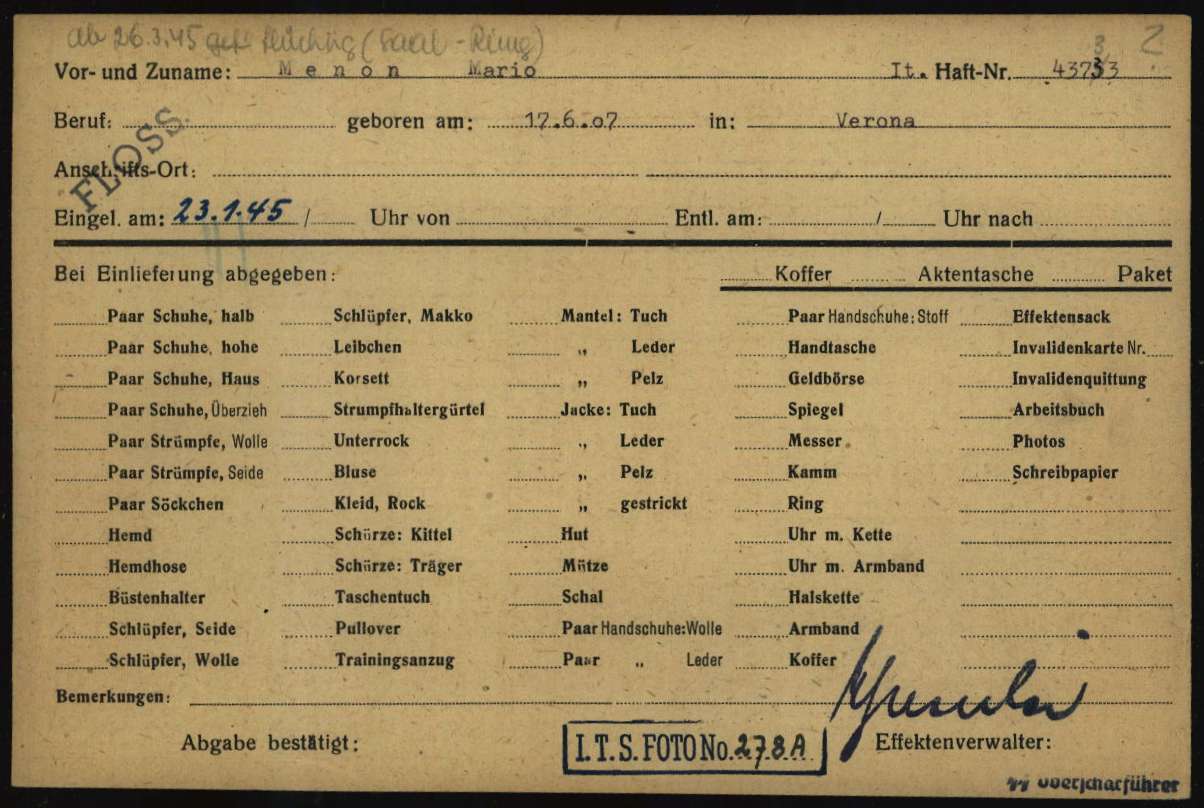 ab 26.3.45 (Saal - Ring)
3 2
Vor- und Zuname: Menon Mario It. Haft-Nr. 43733
Beruf: geboren am: 17.6.07 in: Verona
FLOSS.
Anschrifts-Ort:
Eingel. am: 23.1.45 / Uhr von Entl. am: / Uhr nach
Bei Einlieferung abgegeben: Koffer Aktentasche Paket
Paar Schuhe, halb Schlüpfer, Makko Mantel: Tuch Paar Handschuhe: Stoff Effektensack
Paar Schuhe, hohe Leibchen „ Leder Handtasche Invalidenkarte Nr.
Paar Schuhe, Haus Korsett „ Pelz Geldbörse Invalidenquittung
Paar Schuhe, Überzieh Strumpfhaltergürtel Jacke: Tuch Spiegel Arbeitsbuch
Paar Strümpfe, Wolle Unterrock „ Leder Messer Photos
Paar Strümpfe, Seide Bluse „ Pelz Kamm Schreibpapier
Paar Söckchen Kleid, Rock „ gestrickt Ring
Hemd Schürze: Kittel Hut Uhr m. Kette
Hemdhose Schürze: Träger Mütze Uhr m. Armband
Büstenhalter Taschentuch Schal Halskette
Schlüpfer, Seide Pullover Paar Handschuhe: Wolle Armband
Schlüpfer, Wolle Trainingsanzug Paar „ Leder Koffer
Bemerkungen:
Abgabe bestätigt: I.T.S. FOTO No. 278A Effektenverwalter:
SS Oberscharführer